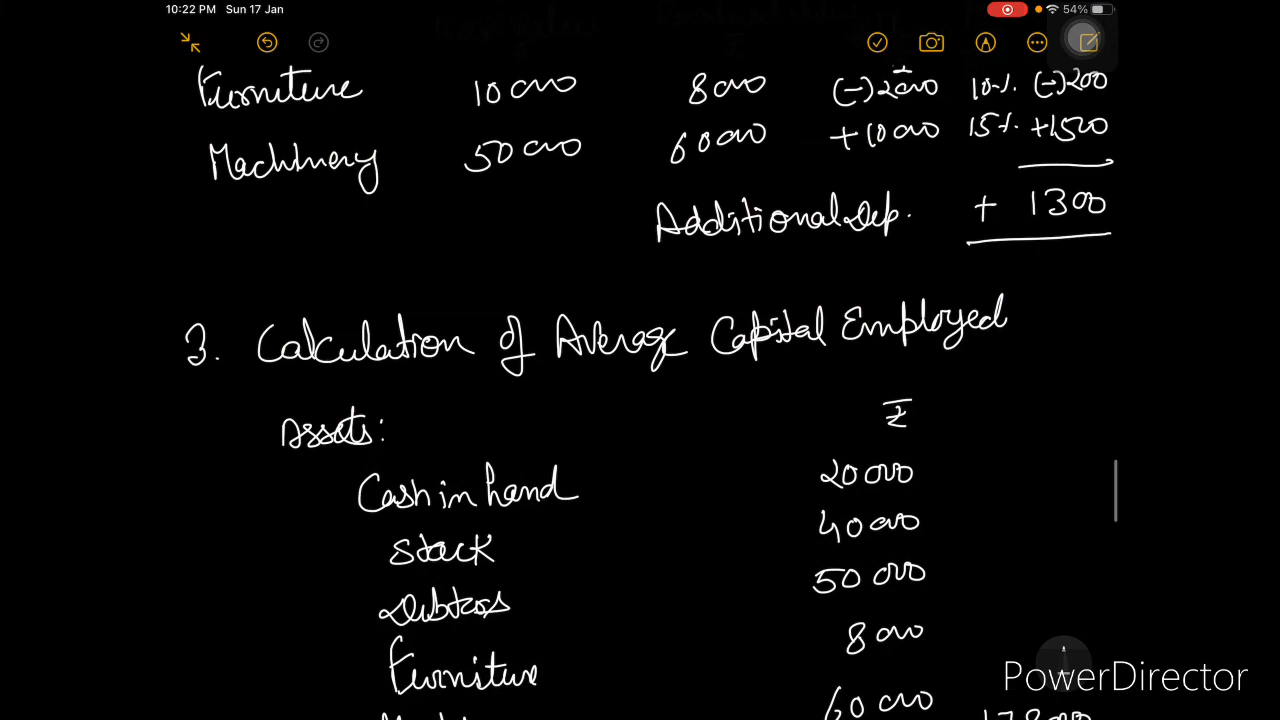 10:22 PM Sun 17 Jan 54%
Furniture 10000 8000 (-)2000 10% (-)200
Machinery 50000 60000 +10000 15% +1500
Additional Dep. + 1300
3. Calculation of Average Capital Employed
Assets: ₹
Cash in hand 20000
Stock 40000
Debtors 50000
Furniture 8000
60000 178000
PowerDirector